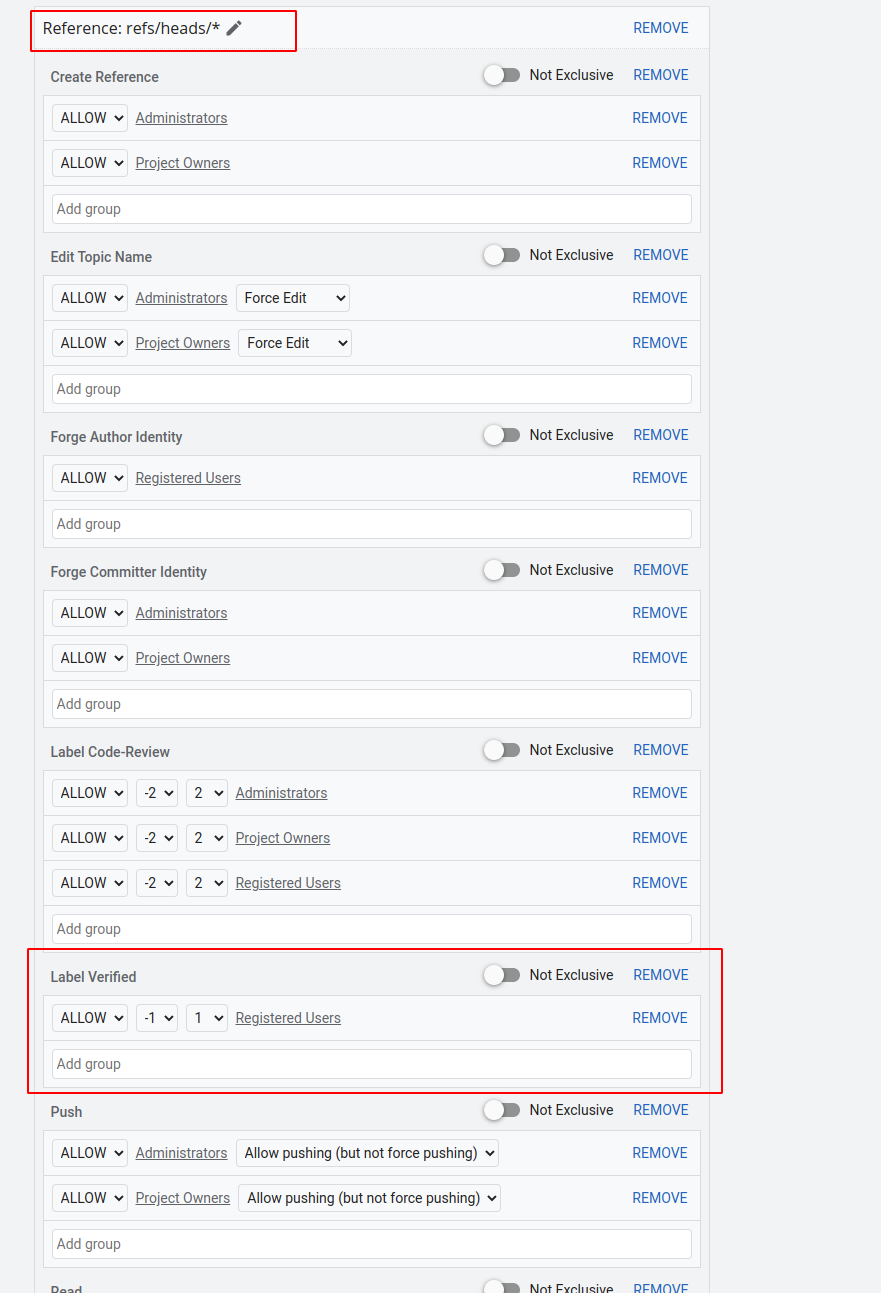 Reference: refs/heads/* REMOVE
Create Reference Not Exclusive REMOVE
ALLOW Administrators REMOVE
ALLOW Project Owners REMOVE
Add group
Edit Topic Name Not Exclusive REMOVE
ALLOW Administrators Force Edit REMOVE
ALLOW Project Owners Force Edit REMOVE
Add group
Forge Author Identity Not Exclusive REMOVE
ALLOW Registered Users REMOVE
Add group
Forge Committer Identity Not Exclusive REMOVE
ALLOW Administrators REMOVE
ALLOW Project Owners REMOVE
Add group
Label Code-Review Not Exclusive REMOVE
ALLOW -2 2 Administrators REMOVE
ALLOW -2 2 Project Owners REMOVE
ALLOW -2 2 Registered Users REMOVE
Add group
Label Verified Not Exclusive REMOVE
ALLOW -1 1 Registered Users REMOVE
Add group
Push Not Exclusive REMOVE
ALLOW Administrators Allow pushing (but not force pushing) REMOVE
ALLOW Project Owners Allow pushing (but not force pushing) REMOVE
Add group
Read Not Exclusive REMOVE